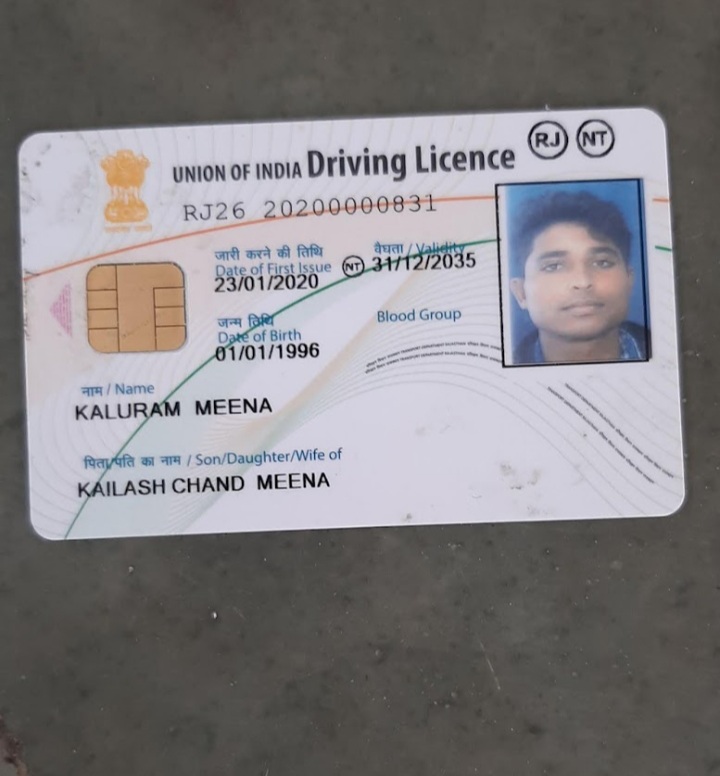 UNION OF INDIA Driving Licence RJ NT
RJ26 20200000831
जारी करने की तिथि
Date of First Issue
23/01/2020
वैधता / Validity
NT 31/12/2035
जन्म तिथि
Date of Birth
01/01/1996
Blood Group
नाम / Name
KALURAM MEENA
पिता/पति का नाम / Son/Daughter/Wife of
KAILASH CHAND MEENA